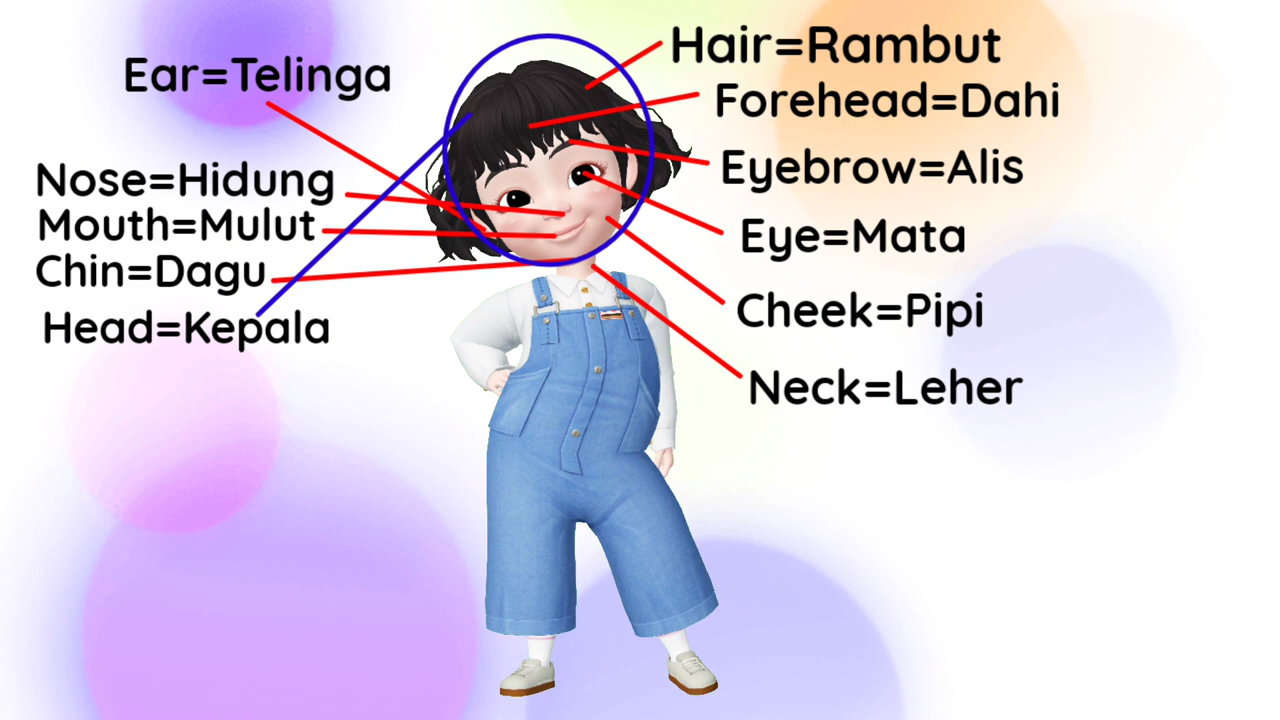 Ear=Telinga
Nose=Hidung
Mouth=Mulut
Chin=Dagu
Head=Kepala
Hair=Rambut
Forehead=Dahi
Eyebrow=Alis
Eye=Mata
Cheek=Pipi
Neck=Leher